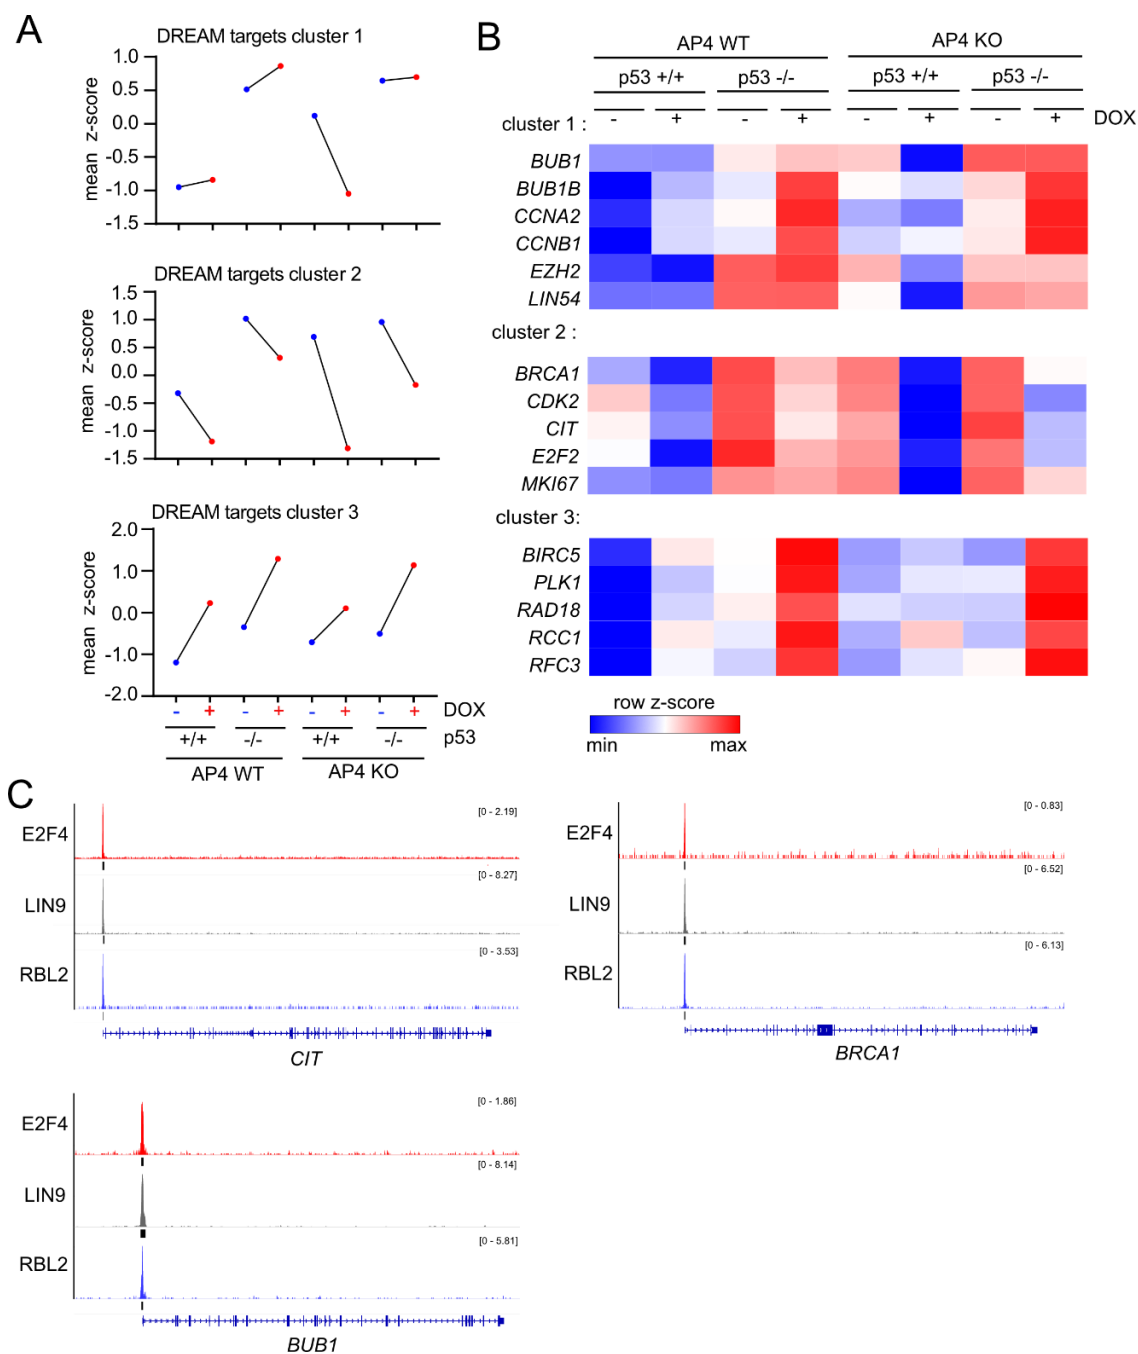 A
DREAM targets cluster 1
mean z-score
1.0
0.5
0.0
-0.5
-1.0
-1.5
DREAM targets cluster 2
mean z-score
1.5
1.0
0.5
0.0
-0.5
-1.0
-1.5
DREAM targets cluster 3
mean z-score
2.0
1.0
0.0
-1.0
-2.0
- + - + - + - + DOX
+/+ -/- +/+ -/- p53
AP4 WT AP4 KO
B
AP4 WT AP4 KO
p53 +/+ p53 -/- p53 +/+ p53 -/-
- + - + - + - + DOX
cluster 1 :
BUB1
BUB1B
CCNA2
CCNB1
EZH2
LIN54
cluster 2 :
BRCA1
CDK2
CIT
E2F2
MKI67
cluster 3:
BIRC5
PLK1
RAD18
RCC1
RFC3
row z-score
min max
C
E2F4 [0 - 2.19]
LIN9 [0 - 8.27]
RBL2 [0 - 3.53]
CIT
E2F4 [0 - 0.83]
LIN9 [0 - 6.52]
RBL2 [0 - 6.13]
BRCA1
E2F4 [0 - 1.86]
LIN9 [0 - 8.14]
RBL2 [0 - 5.81]
BUB1